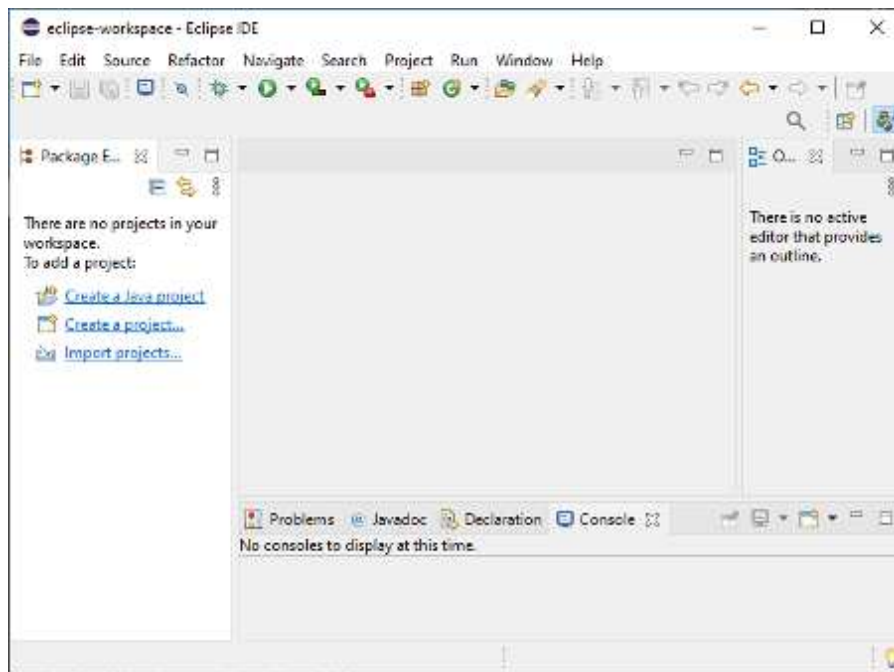 eclipse-workspace - Eclipse IDE
File Edit Source Refactor Navigate Search Project Run Window Help
Package E...
O...
There are no projects in your
workspace.
To add a project:
Create a Java project
Create a project...
Import projects...
There is no active
editor that provides
an outline.
Problems @ Javadoc Declaration Console
No consoles to display at this time.